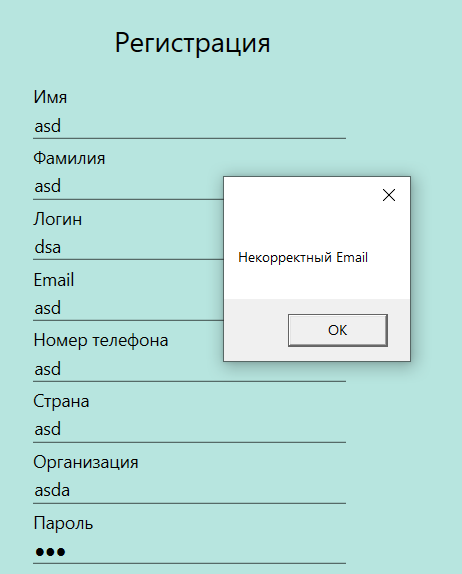 Регистрация
Имя
asd
Фамилия
asd
Логин
dsa
Email
asd
Номер телефона
asd
Страна
asd
Организация
asda
Пароль
●●●
Некорректный Email
OK